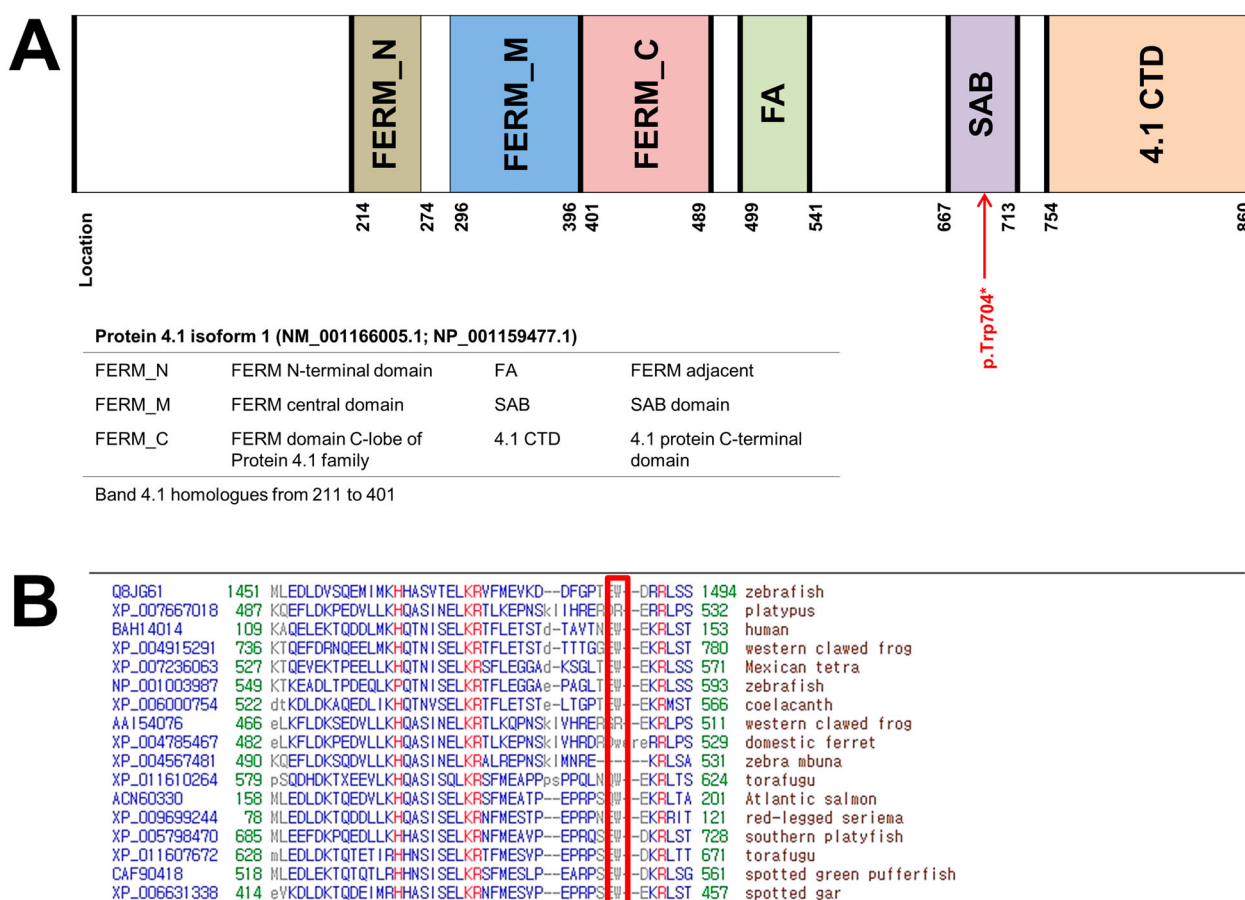 A
FERM_N
FERM_M
FERM_C
FA
SAB
4.1 CTD
Location
214
274
296
396
401
489
499
541
667
713
754
860
p.Trp704*
Protein 4.1 isoform 1 (NM_001166005.1; NP_001159477.1)
FERM_N FERM N-terminal domain FA FERM adjacent
FERM_M FERM central domain SAB SAB domain
FERM_C FERM domain C-lobe of Protein 4.1 family 4.1 CTD 4.1 protein C-terminal domain
Band 4.1 homologues from 211 to 401
B
Q8JG61 1451 MLEDLDVSQEMIMKHHASVTELKRVFMEVKD--DFGPTEW--DRRLSS 1494 zebrafish
XP_007667018 487 KQEFLDKPEDVLLKHQASINELKRTLKEPNSklIHRERDR--ERRLPS 532 platypus
BAH14014 109 KAQELEKTQDDLMKHQTNISELKRTFLETSTd-TAVTNEW--EKRLST 153 human
XP_004915291 736 KTQEFDRNQEELMKHQTNISELKRTFLETSTd-TTTGGEW--EKRLST 780 western clawed frog
XP_007236063 527 KTQEVEKTPEELLKHQTNISELKRSFLEGGAd-KSGLTEW--EKRLSS 571 Mexican tetra
NP_001003987 549 KTKEADLTPDEQLKPQTNISELKRTFLEGGAe-PAGLTEW--EKRLSS 593 zebrafish
XP_006000754 522 dtKDLDKAQEDLIKHQTNVSELKRTFLETSTe-LTGPTEW--EKRMST 566 coelacanth
AAI54076 466 eLKFLDKSEDVLLKHQASINELKRTLKQPNSklVHRERGR--EKRLPS 511 western clawed frog
XP_004785467 482 eLKFLDKPEDVLLKHQASINELKRTLKEPNSklVHRDRDwereRRLPS 529 domestic ferret
XP_004567481 490 KQEFLDKSQDVLLKHQASINELKRALREPNSklMNRE------KRLSA 531 zebra mbuna
XP_011610264 579 pSQDHDKTXEEVLKHQASISQLKRSFMEAPPpsPPQLNQW--EKRLTS 624 torafugu
ACN60330 158 MLEDLDKTQEDVLKHQASISELKRSFMEATP--EPRPSQW--EKRLTA 201 Atlantic salmon
XP_009699244 78 MLEDLDKTQDDLLKHQASISELKRNFMESTP--EPRPNEW--EKRRIT 121 red-legged seriema
XP_005798470 685 MLEEFDKPQEDLLKHHASISELKRNFMEAVP--EPRQSEW--DKRLST 728 southern platyfish
XP_011607672 628 mLEDLDKTQTETIRHHNSISELKRTFMESVP--EPRPSEW--DKRLTT 671 torafugu
CAF90418 518 MLEDLEKTQTQTLRHHNSISELKRSFMESLP--EARPSEW--DKRLSG 561 spotted green pufferfish
XP_006631338 414 eVKDLDKTQDEIMRHHASISELKRNFMESVP--EPRPSEW--EKRLST 457 spotted gar